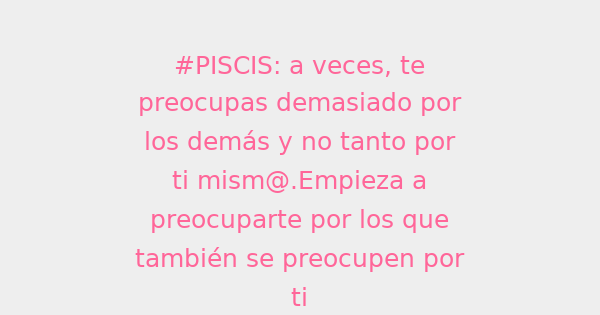 #PISCIS: a veces, te
preocupas demasiado por
los demás y no tanto por
ti mism@.Empieza a
preocuparte por los que
también se preocupen por
ti